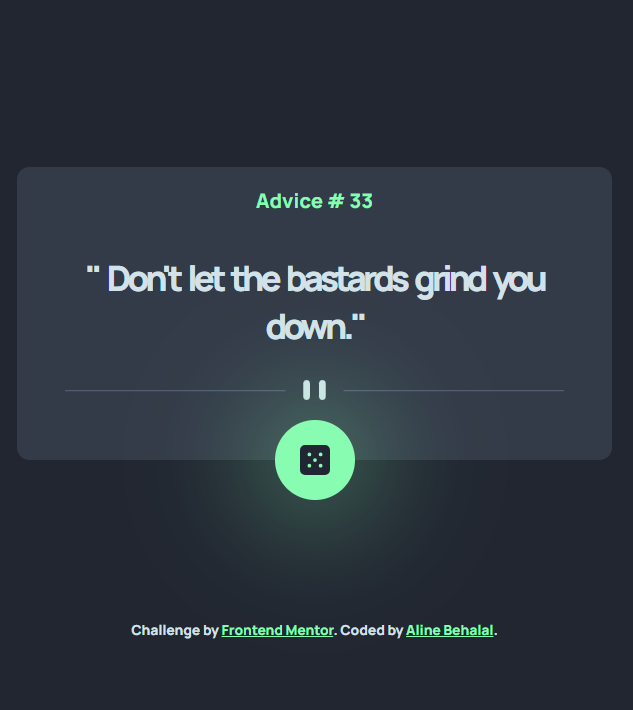 Advice # 33
" Don't let the bastards grind you
down."
Challenge by Frontend Mentor. Coded by Aline Behalal.